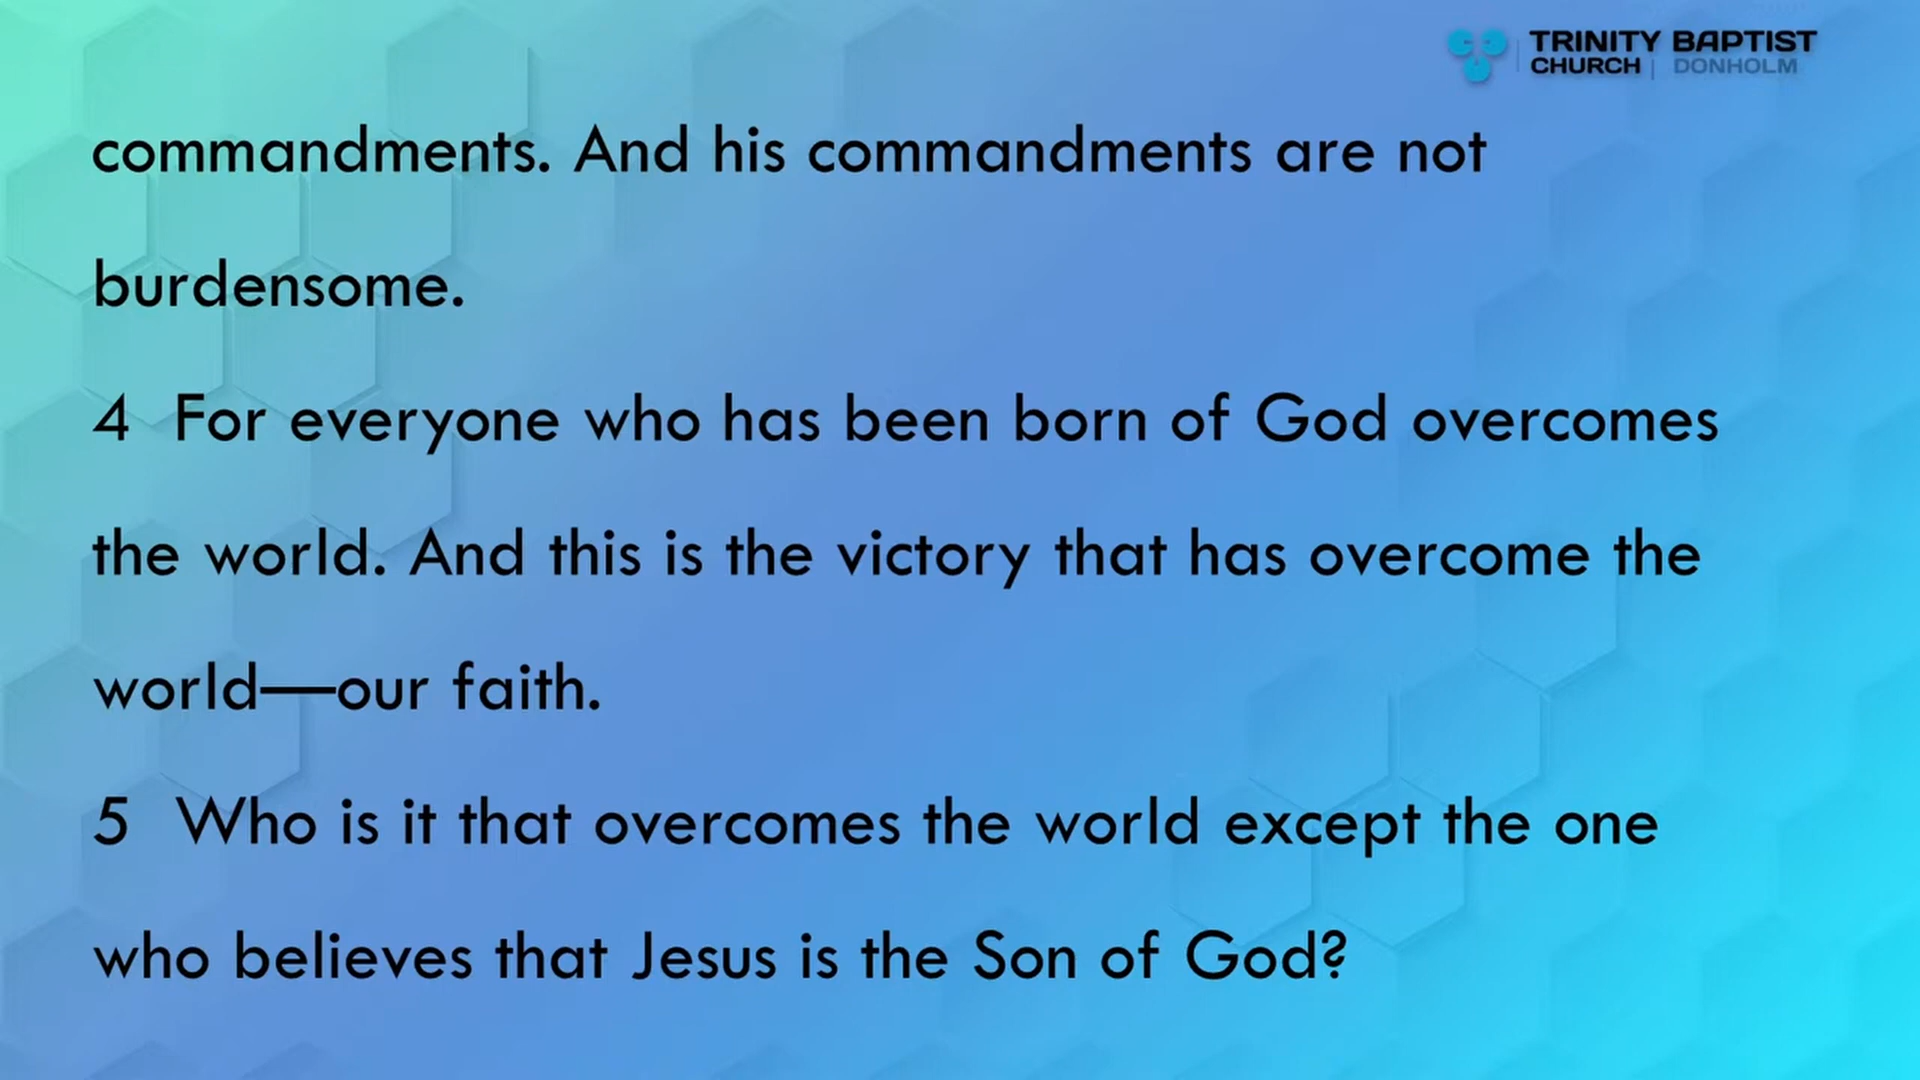 TRINITY BAPTIST
CHURCH | DONHOLM
commandments. And his commandments are not
burdensome.
4 For everyone who has been born of God overcomes
the world. And this is the victory that has overcome the
world—our faith.
5 Who is it that overcomes the world except the one
who believes that Jesus is the Son of God?